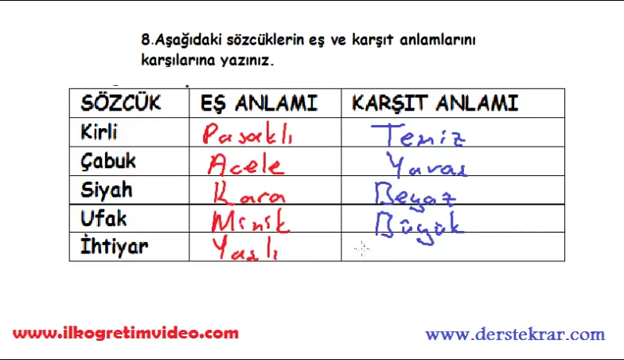 8.Aşağıdaki sözcüklerin eş ve karşıt anlamlarını
karşılarına yazınız.
SÖZCÜK EŞ ANLAMI KARŞIT ANLAMI
Kirli Pasaklı Temiz
Çabuk Acele Yavaş
Siyah Kara Beyaz
Ufak Minik Büyük
İhtiyar Yaşlı
www.ilkogretimvideo.com www.derstekrar.com